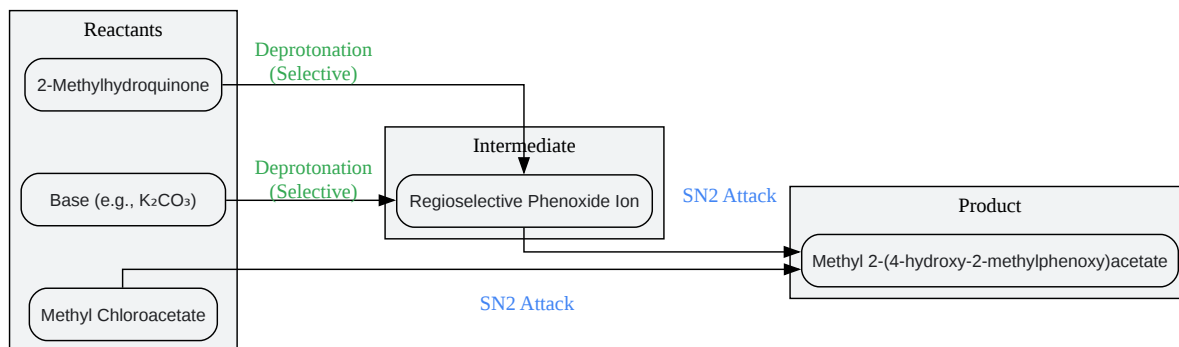 Reactants
2-Methylhydroquinone
Deprotonation
(Selective)
Intermediate
Base (e.g., K₂CO₃)
Deprotonation
(Selective)
Regioselective Phenoxide Ion
SN2 Attack
Product
Methyl 2-(4-hydroxy-2-methylphenoxy)acetate
Methyl Chloroacetate
SN2 Attack